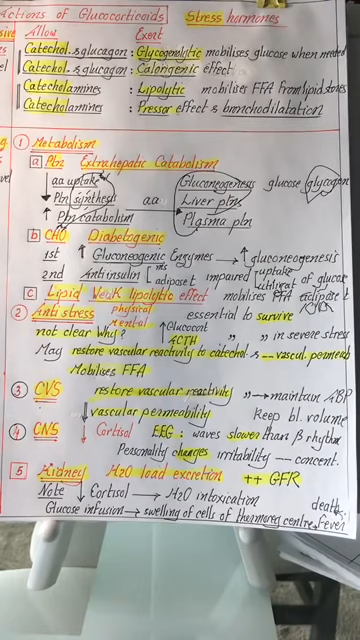 Actions of Glucocorticoids Stress hormones
Allow Exert
Catechol. & glucagon : Glycogenolytic mobilises glucose when needed
Catechol. & glucagon : Calorigenic effect
Catecholamines : Lipolytic mobilises FFA from lipid stores
Catecholamines : Pressor effect & bronchodilatation
① Metabolism
a Ptn Extrahepatic Catabolism
aa uptake Gluconeogenesis glucose glycogen
↓ Ptn synthesis aa → Liver ptns
↑ Ptn catabolism Plasma ptn
b CHO Diabetogenic
1st ↑ Gluconeogenic Enzymes → ↑ gluconeogenesis
2nd Antiinsulin [ms adipost impaired [uptake utilizat of glucose
c Lipid Weak lipolytic effect mobilises FFA adipose
② Anti stress physical mental essential to survive
not clear Why? ↑ Glucocort ACTH " " in severe stress
May restore vascular reactivity to catechol & -- vascul. permeab
Mobilises FFA
③ CVS restore vascular reactivity " → maintain ABP
↓ vascular permeability Keep bl. volume
④ CNS ↓ Cortisol EEG : waves slower than β rhythm
Personality changes irritability -- concent.
5 Kidney H2O load excretion ++ GFR
Note ↓ Cortisol → H2O intoxication death
Glucose infusion → swelling of cells of thermoreg centre, Fever